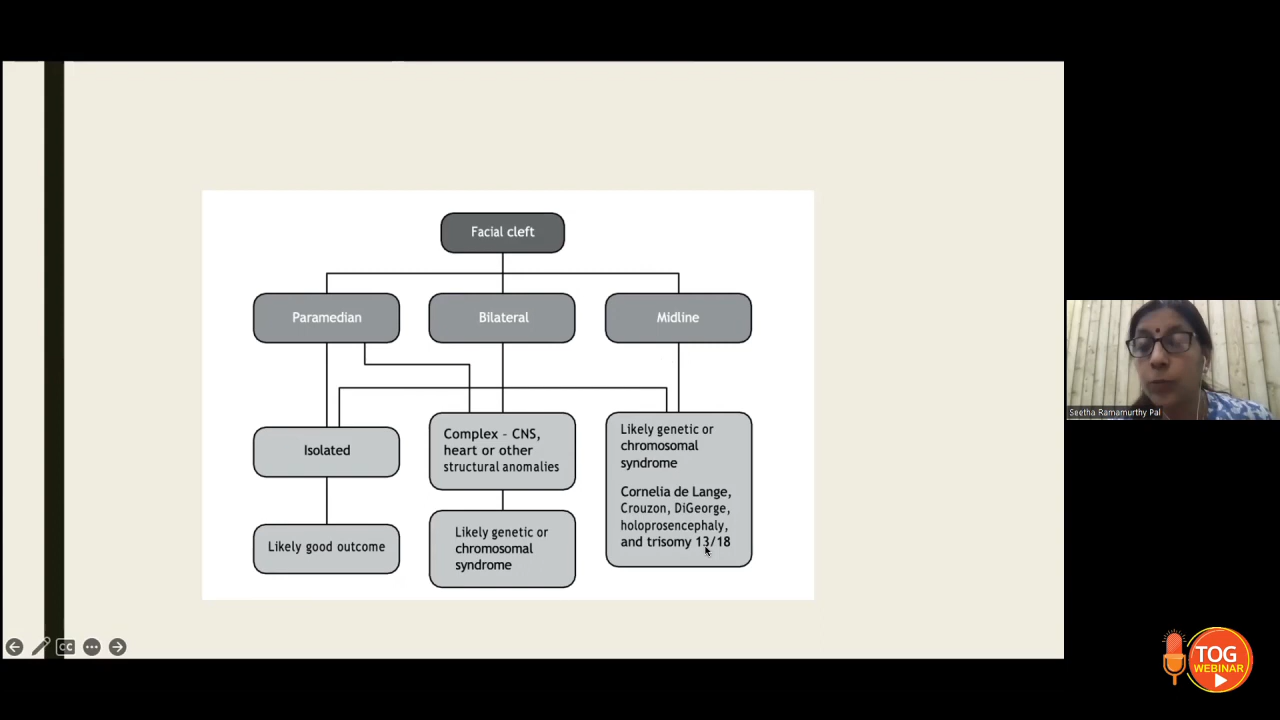 Facial cleft
Paramedian
Bilateral
Midline
Isolated
Complex - CNS,
heart or other
structural anomalies
Likely genetic or
chromosomal
syndrome
Cornelia de Lange,
Crouzon, DiGeorge,
holoprosencephaly,
and trisomy 13/18
Likely good outcome
Likely genetic or
chromosomal
syndrome
Seetha Ramamurthy Pal
CC
TOG
WEBINAR